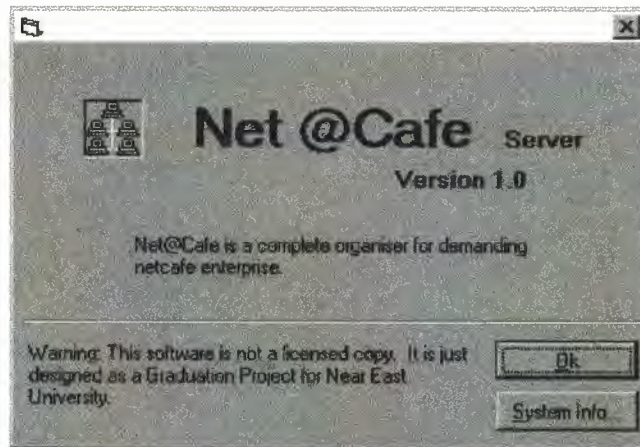 Net @Cafe Server
Version 1.0
Net@Cafe is a complete organiser for demanding
netcafe enterprise.
Warning: This software is not a licensed copy. It is just
designed as a Graduation Project for Near East
University.
Ok
System Info...